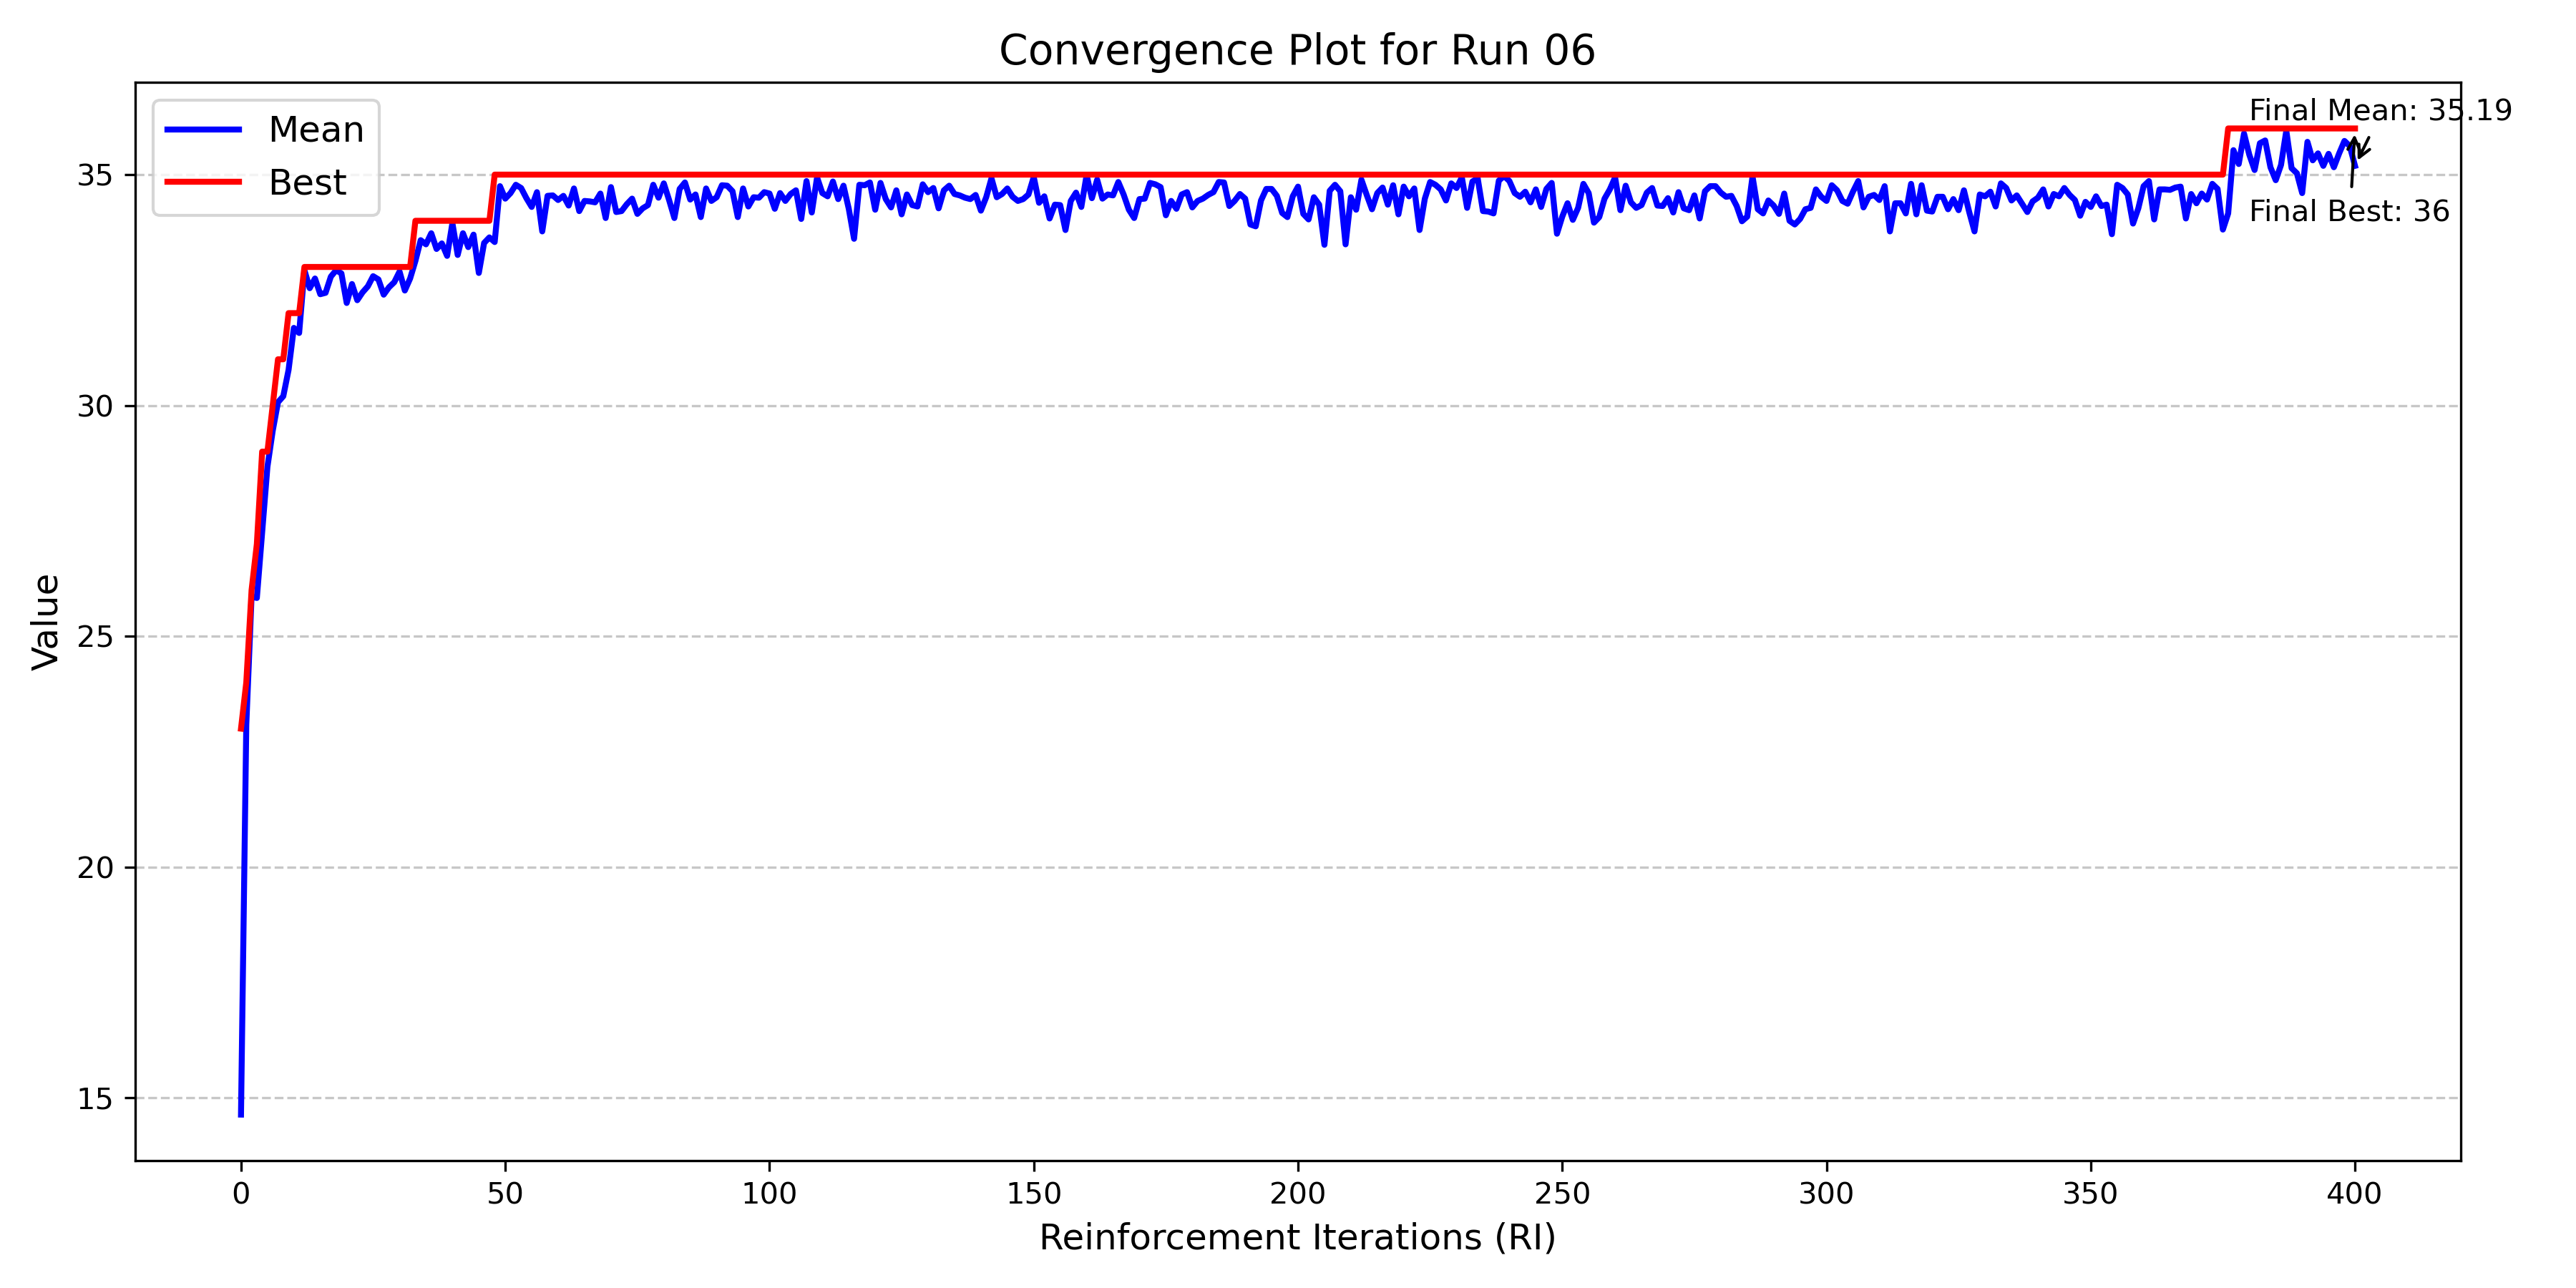 Convergence Plot for Run 06
Mean
Best
Final Mean: 35.19
Final Best: 36
35
30
25
20
15
Value
0 50 100 150 200 250 300 350 400
Reinforcement Iterations (RI)